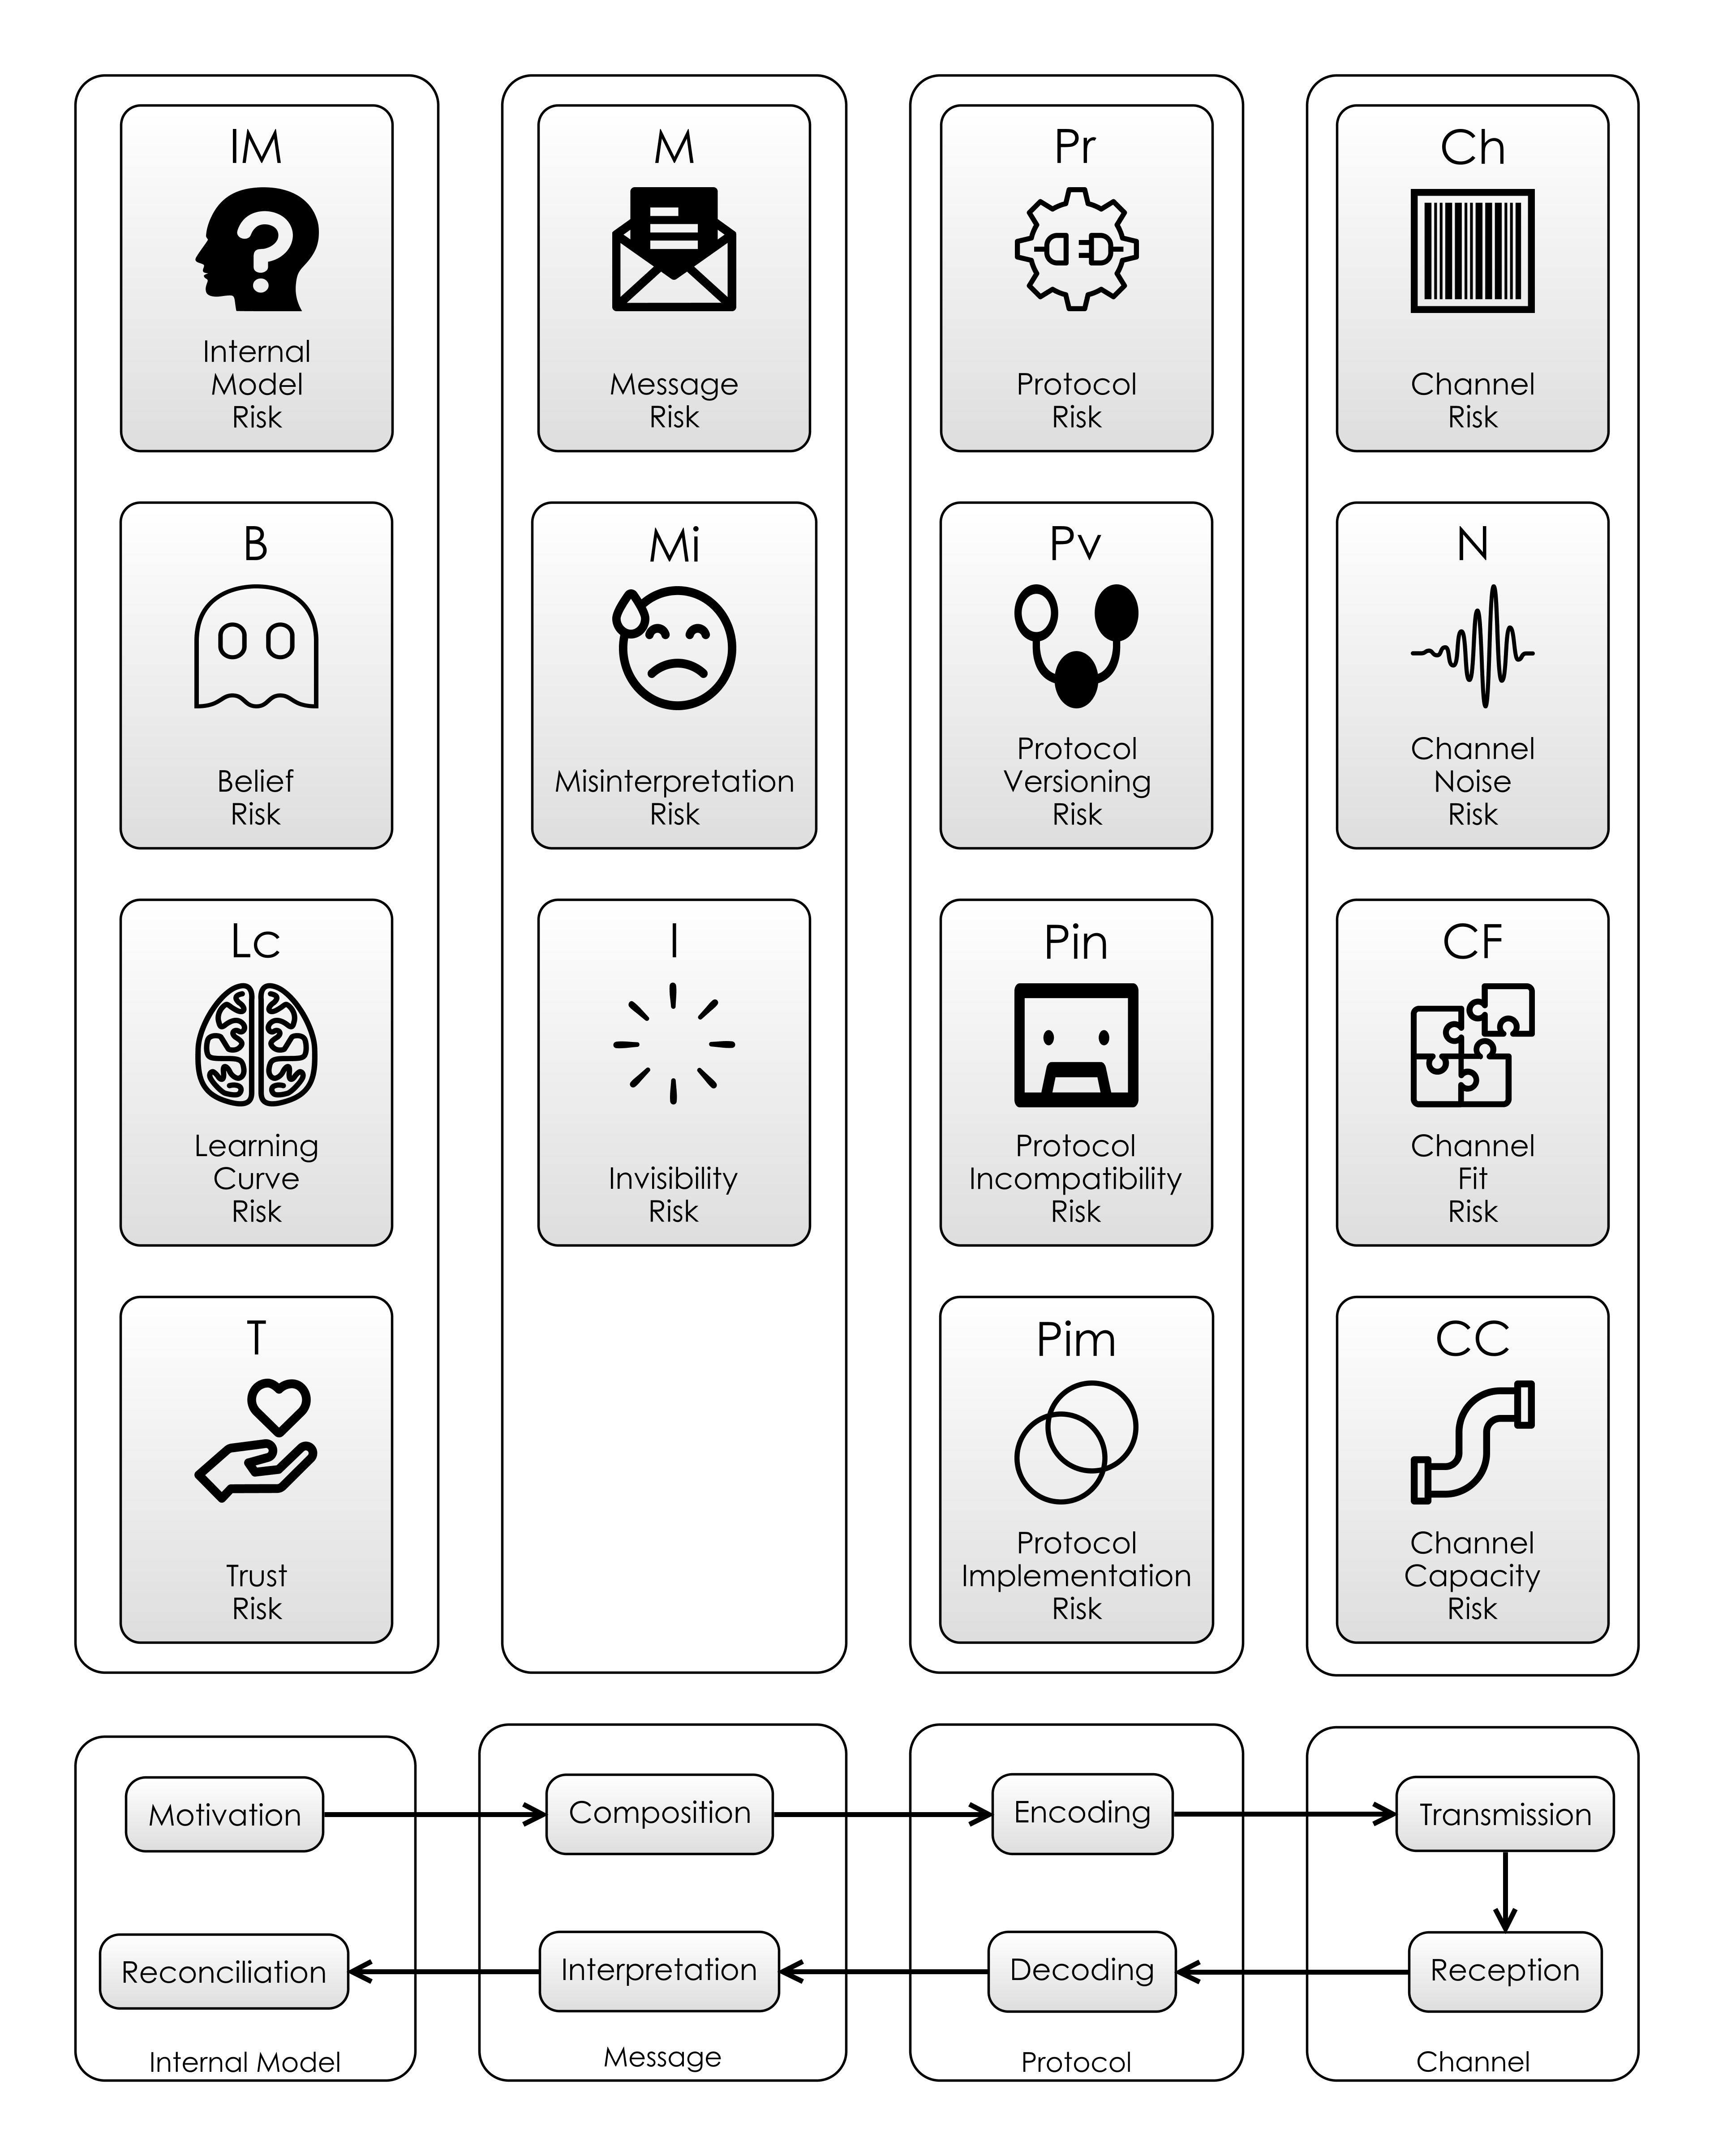 IM
Internal
Model
Risk
B
Belief
Risk
Lc
Learning
Curve
Risk
T
Trust
Risk
M
Message
Risk
Mi
Misinterpretation
Risk
I
Invisibility
Risk
Pr
Protocol
Risk
Pv
Protocol
Versioning
Risk
Pin
Protocol
Incompatibility
Risk
Pim
Protocol
Implementation
Risk
Ch
Channel
Risk
N
Channel
Noise
Risk
CF
Channel
Fit
Risk
CC
Channel
Capacity
Risk
Motivation
Composition
Encoding
Transmission
Reconciliation
Interpretation
Decoding
Reception
Internal Model
Message
Protocol
Channel